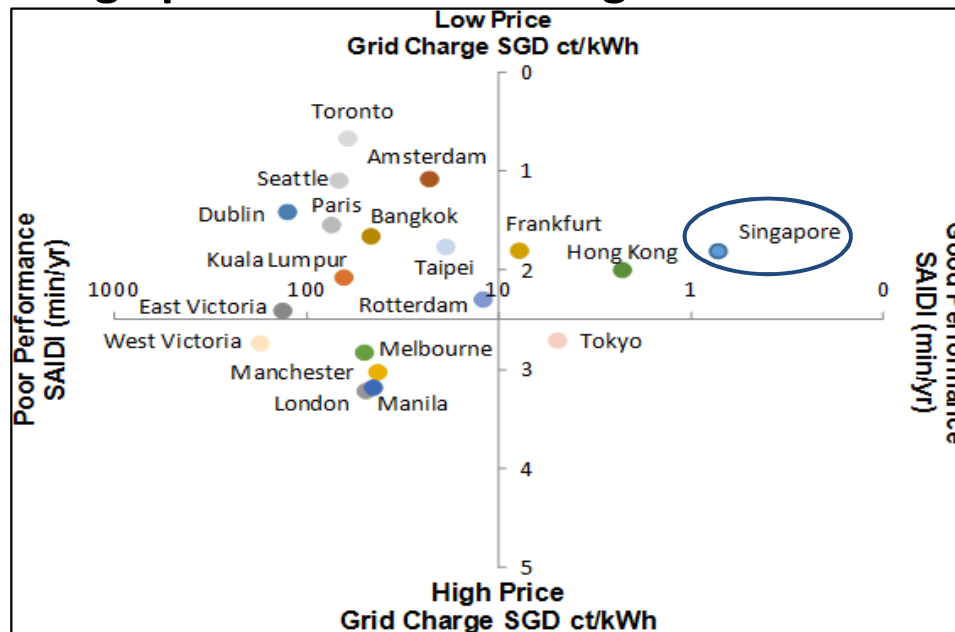 Low Price
Grid Charge SGD ct/kWh
0
Toronto
Amsterdam
1
Seattle
Paris
Dublin
Bangkok
Frankfurt
Singapore
Taipei
Hong Kong
Kuala Lumpur
2
1000
100
10
1
0
East Victoria
Rotterdam
West Victoria
Melbourne
Tokyo
Manchester
3
London
Manila
4
5
High Price
Grid Charge SGD ct/kWh
Poor Performance
SAIDI (min/yr)
Good Performance
SAIDI (min/yr)